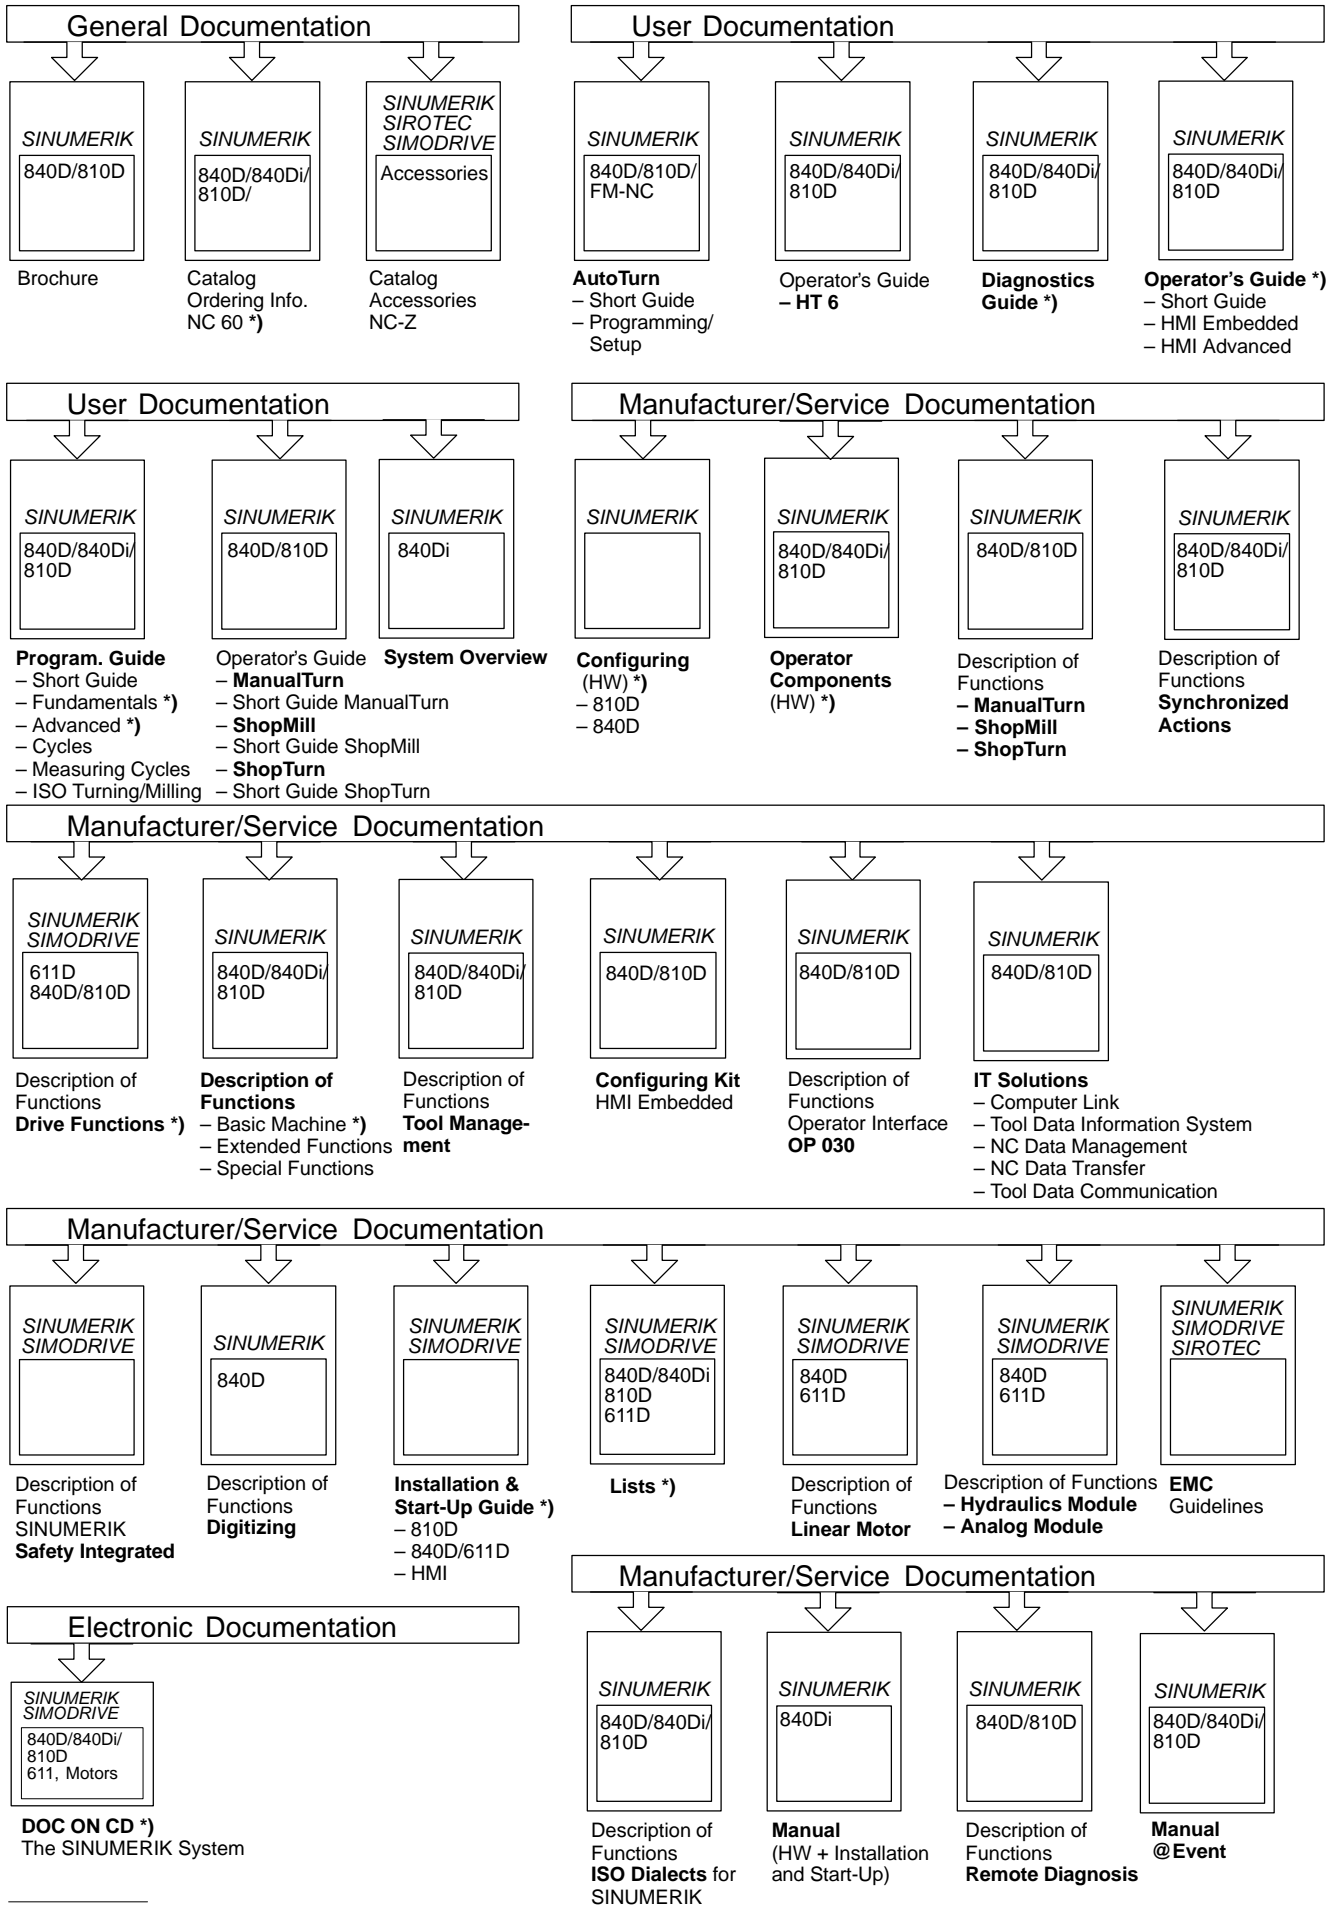 General Documentation
SINUMERIK
840D/810D
Brochure
SINUMERIK
840D/840Di/
810D/
Catalog
Ordering Info.
NC 60 *)
SINUMERIK
SIROTEC
SIMODRIVE
Accessories
Catalog
Accessories
NC-Z
User Documentation
SINUMERIK
840D/810D/
FM-NC
AutoTurn
– Short Guide
– Programming/
Setup
SINUMERIK
840D/840Di/
810D
Operator's Guide
– HT 6
SINUMERIK
840D/840Di/
810D
Diagnostics
Guide *)
SINUMERIK
840D/840Di/
810D
Operator's Guide *)
– Short Guide
– HMI Embedded
– HMI Advanced
User Documentation
SINUMERIK
840D/840Di/
810D
Program. Guide
– Short Guide
– Fundamentals *)
– Advanced *)
– Cycles
– Measuring Cycles
– ISO Turning/Milling
SINUMERIK
840D/810D
Operator's Guide
– ManualTurn
– Short Guide ManualTurn
– ShopMill
– Short Guide ShopMill
– ShopTurn
– Short Guide ShopTurn
SINUMERIK
840Di
System Overview
Manufacturer/Service Documentation
SINUMERIK
Configuring
(HW) *)
– 810D
– 840D
SINUMERIK
840D/840Di/
810D
Operator
Components
(HW) *)
SINUMERIK
840D/810D
Description of
Functions
– ManualTurn
– ShopMill
– ShopTurn
SINUMERIK
840D/840Di/
810D
Description of
Functions
Synchronized
Actions
Manufacturer/Service Documentation
SINUMERIK
SIMODRIVE
611D
840D/810D
Description of
Functions
Drive Functions *)
SINUMERIK
840D/840Di/
810D
Description of
Functions
– Basic Machine *)
– Extended Functions
– Special Functions
SINUMERIK
840D/840Di/
810D
Description of
Functions
Tool Manage-
ment
SINUMERIK
840D/810D
Configuring Kit
HMI Embedded
SINUMERIK
840D/810D
Description of
Functions
Operator Interface
OP 030
SINUMERIK
840D/810D
IT Solutions
– Computer Link
– Tool Data Information System
– NC Data Management
– NC Data Transfer
– Tool Data Communication
Manufacturer/Service Documentation
SINUMERIK
SIMODRIVE
Description of
Functions
SINUMERIK
Safety Integrated
SINUMERIK
840D
Description of
Functions
Digitizing
SINUMERIK
SIMODRIVE
Installation &
Start-Up Guide *)
– 810D
– 840D/611D
– HMI
SINUMERIK
SIMODRIVE
840D/840Di
810D
611D
Lists *)
SINUMERIK
SIMODRIVE
840D
611D
Description of
Functions
Linear Motor
SINUMERIK
SIMODRIVE
840D
611D
Description of Functions
– Hydraulics Module
– Analog Module
SINUMERIK
SIMODRIVE
SIROTEC
EMC
Guidelines
Electronic Documentation
SINUMERIK
SIMODRIVE
840D/840Di/
810D
611, Motors
DOC ON CD *)
The SINUMERIK System
Manufacturer/Service Documentation
SINUMERIK
840D/840Di/
810D
Description of
Functions
ISO Dialects for
SINUMERIK
SINUMERIK
840Di
Manual
(HW + Installation
and Start-Up)
SINUMERIK
840D/810D
Description of
Functions
Remote Diagnosis
SINUMERIK
840D/840Di/
810D
Manual
@Event